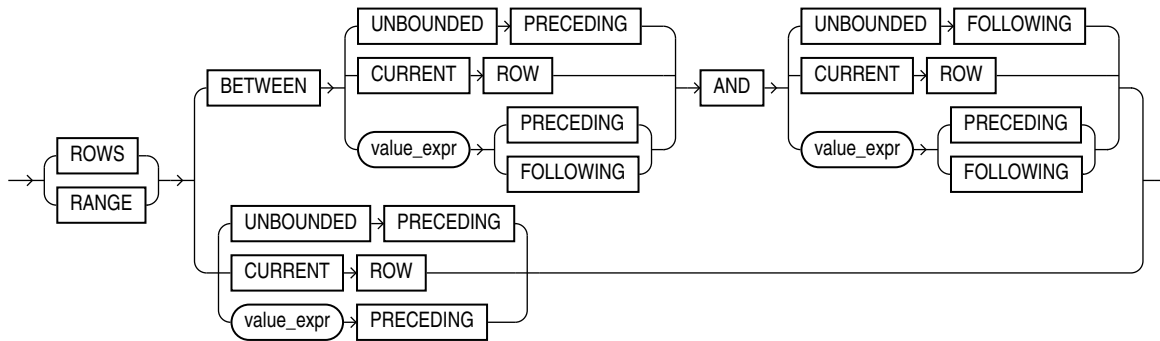 UNBOUNDED PRECEDING UNBOUNDED FOLLOWING
CURRENT ROW CURRENT ROW
BETWEEN AND
value_expr PRECEDING value_expr PRECEDING
FOLLOWING FOLLOWING
ROWS
RANGE
UNBOUNDED PRECEDING
CURRENT ROW
value_expr PRECEDING